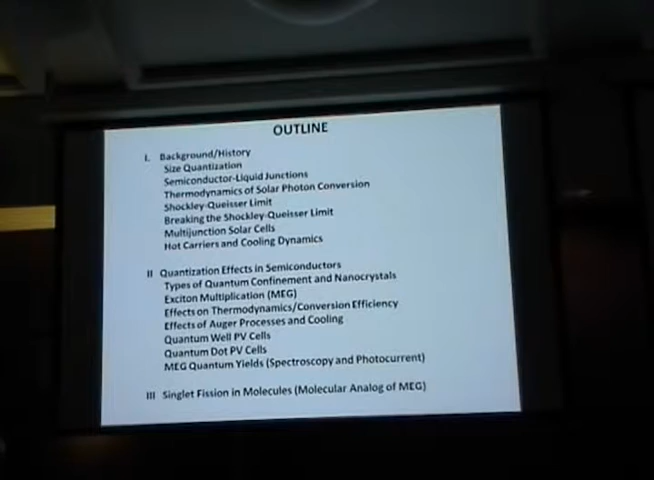 OUTLINE
I. Background/History
Size Quantization
Semiconductor-Liquid Junctions
Thermodynamics of Solar Photon Conversion
Shockley-Queisser Limit
Breaking the Shockley-Queisser Limit
Multijunction Solar Cells
Hot Carriers and Cooling Dynamics
II Quantization Effects in Semiconductors
Types of Quantum Confinement and Nanocrystals
Exciton Multiplication (MEG)
Effects on Thermodynamics/Conversion Efficiency
Effects of Auger Processes and Cooling
Quantum Well PV Cells
Quantum Dot PV Cells
MEG Quantum Yields (Spectroscopy and Photocurrent)
III Singlet Fission in Molecules (Molecular Analog of MEG)